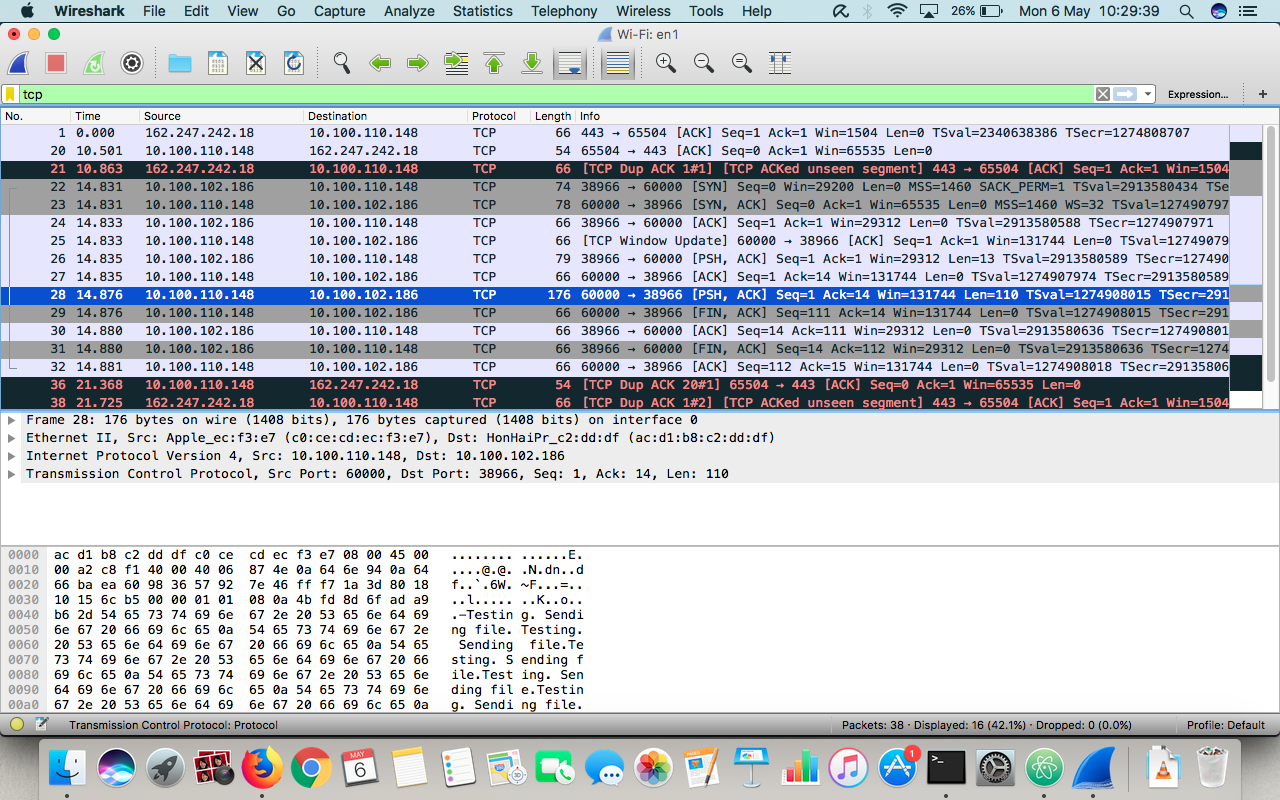 Wireshark File Edit View Go Capture Analyze Statistics Telephony Wireless Tools Help 26% Mon 6 May 10:29:39
Wi-Fi: en1
tcp Expression... +
No. Time Source Destination Protocol Length Info
1 0.000 162.247.242.18 10.100.110.148 TCP 66 443 → 65504 [ACK] Seq=1 Ack=1 Win=1504 Len=0 TSval=2340638386 TSecr=1274808707
20 10.501 10.100.110.148 162.247.242.18 TCP 54 65504 → 443 [ACK] Seq=0 Ack=1 Win=65535 Len=0
21 10.863 162.247.242.18 10.100.110.148 TCP 66 [TCP Dup ACK 1#1] [TCP ACKed unseen segment] 443 → 65504 [ACK] Seq=1 Ack=1 Win=1504
22 14.831 10.100.102.186 10.100.110.148 TCP 74 38966 → 60000 [SYN] Seq=0 Win=29200 Len=0 MSS=1460 SACK_PERM=1 TSval=2913580434 TSe
23 14.831 10.100.110.148 10.100.102.186 TCP 78 60000 → 38966 [SYN, ACK] Seq=0 Ack=1 Win=65535 Len=0 MSS=1460 WS=32 TSval=127490797
24 14.833 10.100.102.186 10.100.110.148 TCP 66 38966 → 60000 [ACK] Seq=1 Ack=1 Win=29312 Len=0 TSval=2913580588 TSecr=1274907971
25 14.833 10.100.110.148 10.100.102.186 TCP 66 [TCP Window Update] 60000 → 38966 [ACK] Seq=1 Ack=1 Win=131744 Len=0 TSval=12749079
26 14.835 10.100.102.186 10.100.110.148 TCP 79 38966 → 60000 [PSH, ACK] Seq=1 Ack=1 Win=29312 Len=13 TSval=2913580589 TSecr=127490
27 14.835 10.100.110.148 10.100.102.186 TCP 66 60000 → 38966 [ACK] Seq=1 Ack=14 Win=131744 Len=0 TSval=1274907974 TSecr=2913580589
28 14.876 10.100.110.148 10.100.102.186 TCP 176 60000 → 38966 [PSH, ACK] Seq=1 Ack=14 Win=131744 Len=110 TSval=1274908015 TSecr=291
29 14.876 10.100.110.148 10.100.102.186 TCP 66 60000 → 38966 [FIN, ACK] Seq=111 Ack=14 Win=131744 Len=0 TSval=1274908015 TSecr=291
30 14.880 10.100.102.186 10.100.110.148 TCP 66 38966 → 60000 [ACK] Seq=14 Ack=111 Win=29312 Len=0 TSval=2913580636 TSecr=127490801
31 14.880 10.100.102.186 10.100.110.148 TCP 66 38966 → 60000 [FIN, ACK] Seq=14 Ack=112 Win=29312 Len=0 TSval=2913580636 TSecr=1274
32 14.881 10.100.110.148 10.100.102.186 TCP 66 60000 → 38966 [ACK] Seq=112 Ack=15 Win=131744 Len=0 TSval=1274908018 TSecr=29135806
36 21.368 10.100.110.148 162.247.242.18 TCP 54 [TCP Dup ACK 20#1] 65504 → 443 [ACK] Seq=0 Ack=1 Win=65535 Len=0
38 21.725 162.247.242.18 10.100.110.148 TCP 66 [TCP Dup ACK 1#2] [TCP ACKed unseen segment] 443 → 65504 [ACK] Seq=1 Ack=1 Win=1504
Frame 28: 176 bytes on wire (1408 bits), 176 bytes captured (1408 bits) on interface 0
Ethernet II, Src: Apple_ec:f3:e7 (c0:ce:cd:ec:f3:e7), Dst: HonHaiPr_c2:dd:df (ac:d1:b8:c2:dd:df)
Internet Protocol Version 4, Src: 10.100.110.148, Dst: 10.100.102.186
Transmission Control Protocol, Src Port: 60000, Dst Port: 38966, Seq: 1, Ack: 14, Len: 110
0000 ac d1 b8 c2 dd df c0 ce cd ec f3 e7 08 00 45 00 ........ ......E.
0010 00 a2 c8 f1 40 00 40 06 87 4e 0a 64 6e 94 0a 64 ....@.@. .N.dn..d
0020 66 ba ea 60 98 36 57 92 7e 46 ff f7 1a 3d 80 18 f..`.6W. ~F...=..
0030 10 15 6c b5 00 00 01 01 08 0a 4b fd 8d 6f ad a9 ..l..... ..K..o..
0040 b6 2d 54 65 73 74 69 6e 67 2e 20 53 65 6e 64 69 .-Testin g. Sendi
0050 6e 67 20 66 69 6c 65 0a 54 65 73 74 69 6e 67 2e ng file. Testing.
0060 20 53 65 6e 64 69 6e 67 20 66 69 6c 65 0a 54 65 Sending file.Te
0070 73 74 69 6e 67 2e 20 53 65 6e 64 69 6e 67 20 66 sting. S ending f
0080 69 6c 65 0a 54 65 73 74 69 6e 67 2e 20 53 65 6e ile.Test ing. Sen
0090 64 69 6e 67 20 66 69 6c 65 0a 54 65 73 74 69 6e ding fil e.Testin
00a0 67 2e 20 53 65 6e 64 69 6e 67 20 66 69 6c 65 0a g. Sendi ng file.
Transmission Control Protocol: Protocol Packets: 38 · Displayed: 16 (42.1%) · Dropped: 0 (0.0%) Profile: Default
MAY
6
1